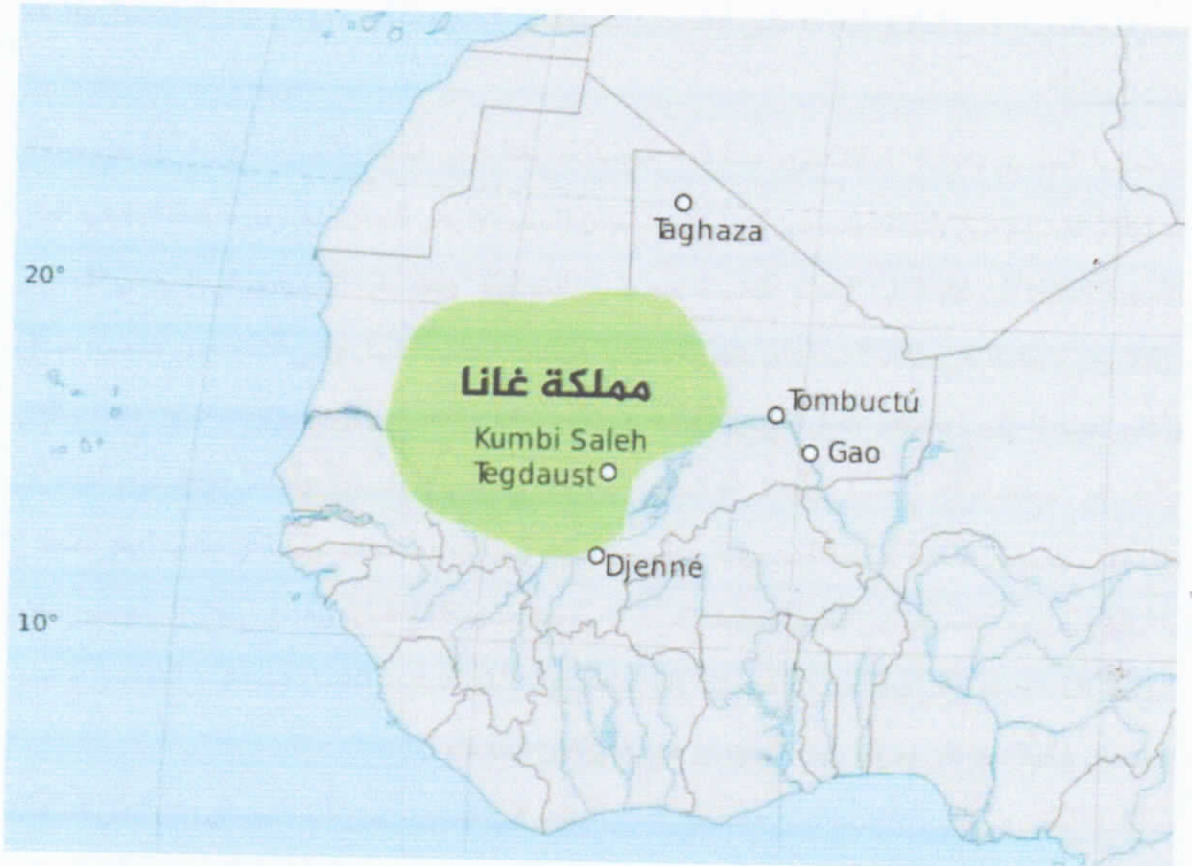 Taghaza
20°
مملكة غانا
Tombuctú
Kumbi Saleh
Gao
Tegdaust
Djenné
10°